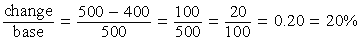 change/base = (500 − 400)/500 = 100/500 = 20/100 = 0.20 = 20%